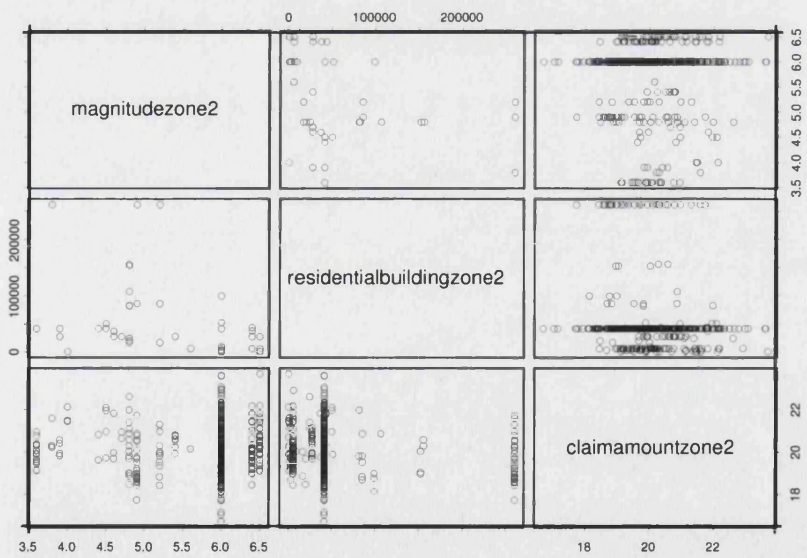 0 100000 200000
magnitudezone2
3.5 4.0 4.5 5.0 5.5 6.0 6.5
0 100000 200000
residentialbuildingzone2
claimamountzone2
18 20 22
3.5 4.0 4.5 5.0 5.5 6.0 6.5
18 20 22